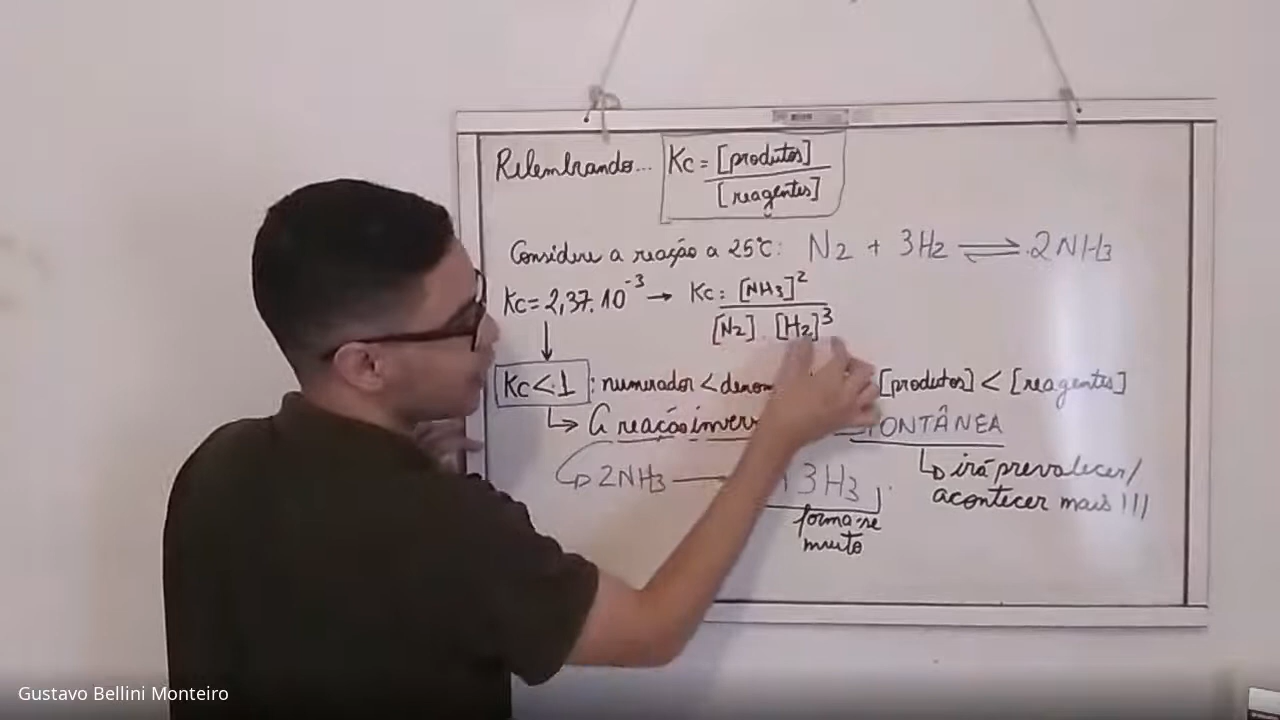 Relembrando... Kc = [produtos]
[reagentes]
Considere a reação a 25°C: N2 + 3H2 ⇌ 2NH3
Kc = 2,37.10⁻³ → Kc: [NH3]²
[N2] . [H2]³
Kc < 1 : numerador < denom [produtos] < [reagentes]
↳ A reação invers ONTÂNEA
↳ irá prevalecer/
acontecer mais !!!
2NH3 → 3H3
forma-se
muito
Gustavo Bellini Monteiro